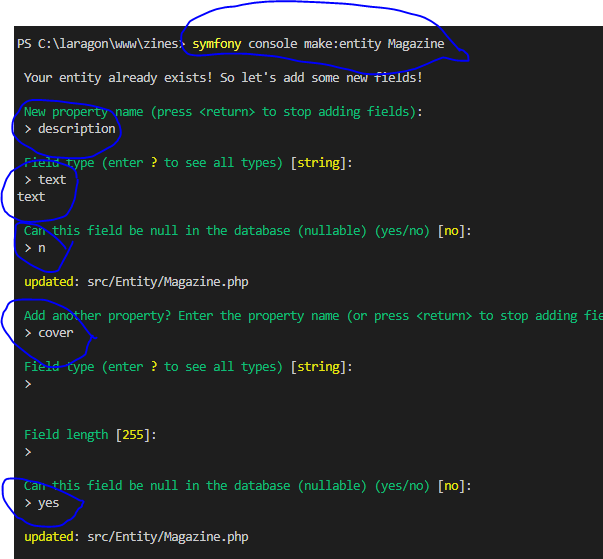 PS C:\laragon\www\zines> symfony console make:entity Magazine
Your entity already exists! So let's add some new fields!
New property name (press <return> to stop adding fields):
> description
Field type (enter ? to see all types) [string]:
> text
text
Can this field be null in the database (nullable) (yes/no) [no]:
> n
updated: src/Entity/Magazine.php
Add another property? Enter the property name (or press <return> to stop adding fie
> cover
Field type (enter ? to see all types) [string]:
>
Field length [255]:
>
Can this field be null in the database (nullable) (yes/no) [no]:
> yes
updated: src/Entity/Magazine.php